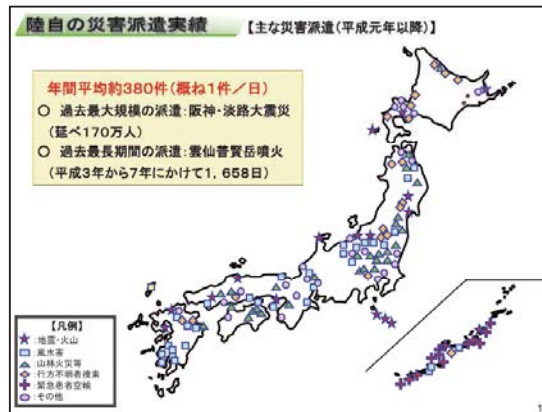 陸自の災害派遣実績 【主な災害派遣(平成元年以降)】
年間平均約380件(概ね1件/日)
○ 過去最大規模の派遣:阪神・淡路大震災
(延べ170万人)
○ 過去最長期間の派遣:雲仙普賢岳噴火
(平成3年から7年にかけて1,658日)
【凡例】
:地震・火山
:風水害
:山林火災等
:行方不明者捜索
:緊急患者空輸
:その他
1